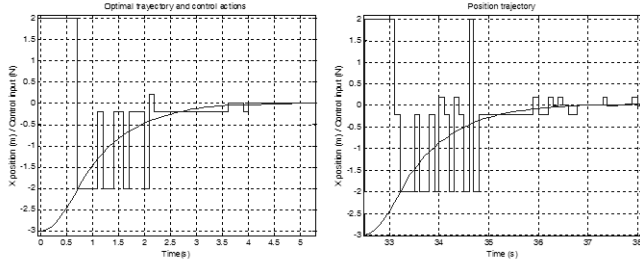 Optimal trayectory and control actions
X position (m) / Control input (N)
2
1.5
1
0.5
0
-0.5
-1
-1.5
-2
-2.5
-3
0 0.5 1 1.5 2 2.5 3 3.5 4 4.5 5
Time(s)
Position trajectory
X position (m) / Control input (N)
2
1.5
1
0.5
0
-0.5
-1
-1.5
-2
-2.5
-3
33 34 35 36 37 38
Time (s)